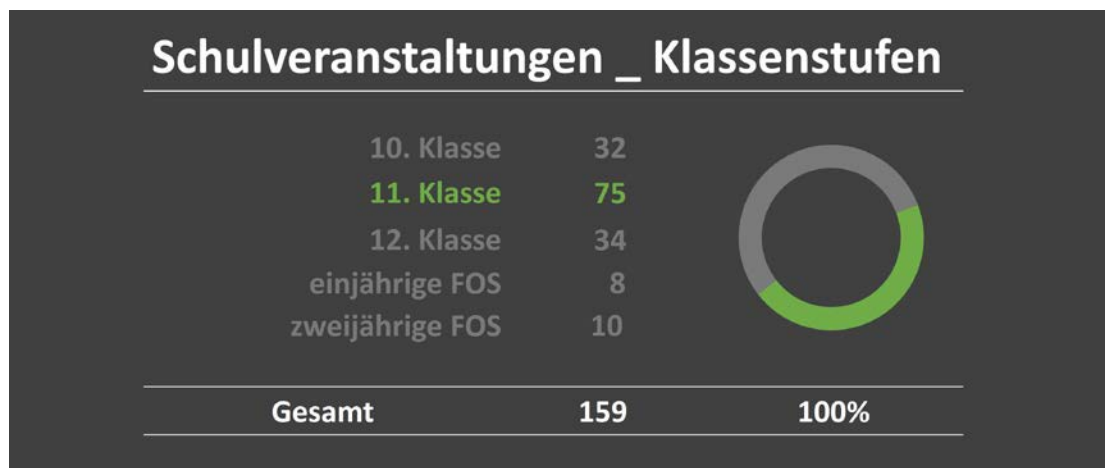 Schulveranstaltungen _ Klassenstufen
10. Klasse 32
11. Klasse 75
12. Klasse 34
einjährige FOS 8
zweijährige FOS 10
Gesamt 159 100%